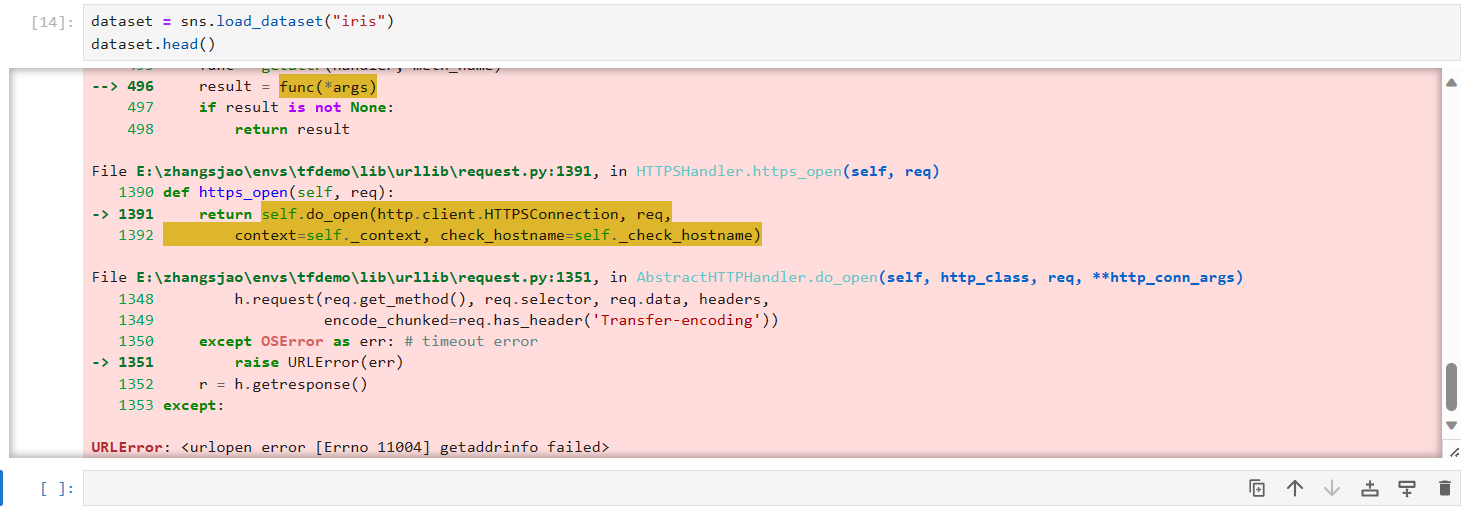 [14]: dataset = sns.load_dataset("iris")
dataset.head()
--> 496     result = func(*args)
497     if result is not None:
498         return result
File E:\zhangsjao\envs\tfdemo\lib\urllib\request.py:1391, in HTTPSHandler.https_open(self, req)
1390 def https_open(self, req):
-> 1391     return self.do_open(http.client.HTTPSConnection, req,
1392         context=self._context, check_hostname=self._check_hostname)
File E:\zhangsjao\envs\tfdemo\lib\urllib\request.py:1351, in AbstractHTTPHandler.do_open(self, http_class, req, **http_conn_args)
1348         h.request(req.get_method(), req.selector, req.data, headers,
1349                   encode_chunked=req.has_header('Transfer-encoding'))
1350     except OSError as err: # timeout error
-> 1351         raise URLError(err)
1352     r = h.getresponse()
1353 except:
URLError: <urlopen error [Errno 11004] getaddrinfo failed>
[ ]: